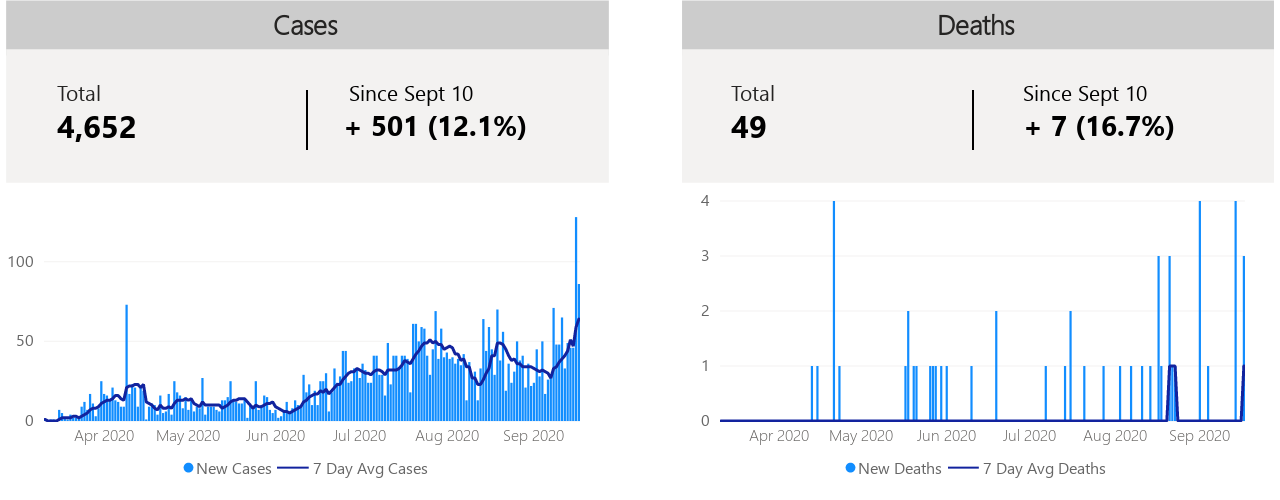 Cases
Total
4,652
Since Sept 10
+ 501 (12.1%)
100
50
0
Apr 2020 May 2020 Jun 2020 Jul 2020 Aug 2020 Sep 2020
New Cases 7 Day Avg Cases
Deaths
Total
49
Since Sept 10
+ 7 (16.7%)
4
3
2
1
0
Apr 2020 May 2020 Jun 2020 Jul 2020 Aug 2020 Sep 2020
New Deaths 7 Day Avg Deaths